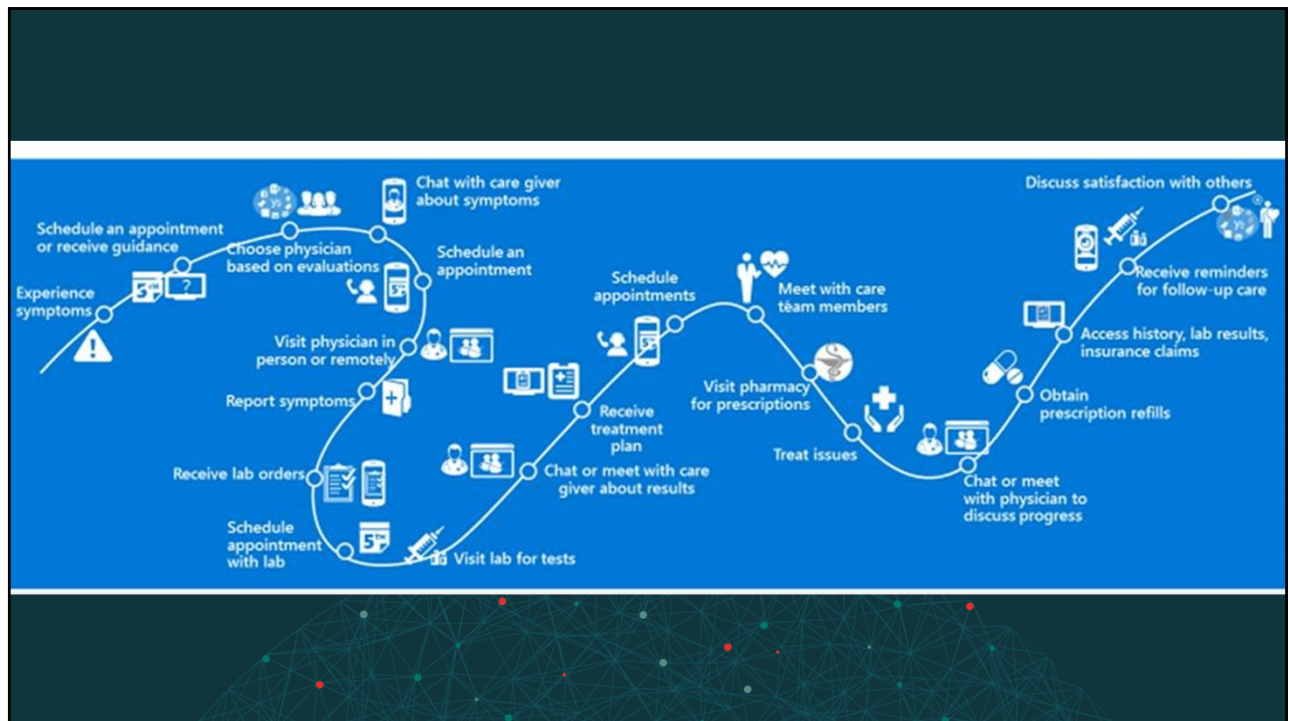 Experience
symptoms
Schedule an appointment
or receive guidance
Choose physician
based on evaluations
Chat with care giver
about symptoms
Schedule an
appointment
Visit physician in
person or remotely
Report symptoms
Receive lab orders
Schedule
appointment
with lab
Visit lab for tests
Chat or meet with care
giver about results
Receive
treatment
plan
Schedule
appointments
Meet with care
team members
Visit pharmacy
for prescriptions
Treat issues
Chat or meet
with physician to
discuss progress
Obtain
prescription refills
Access history, lab results,
insurance claims
Receive reminders
for follow-up care
Discuss satisfaction with others
?
5TH
5TH